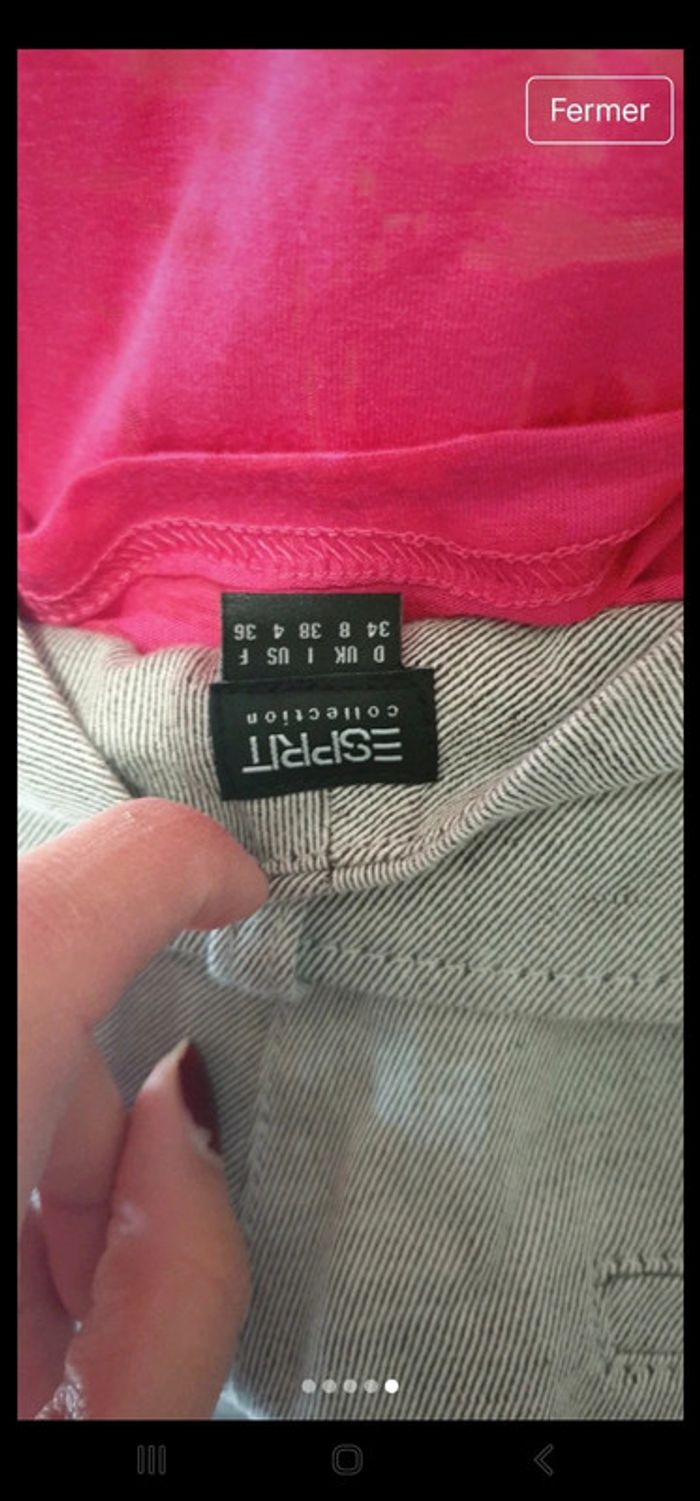 Fermer
ESPRIT
collection
D UK I US F
34 8 38 4 36